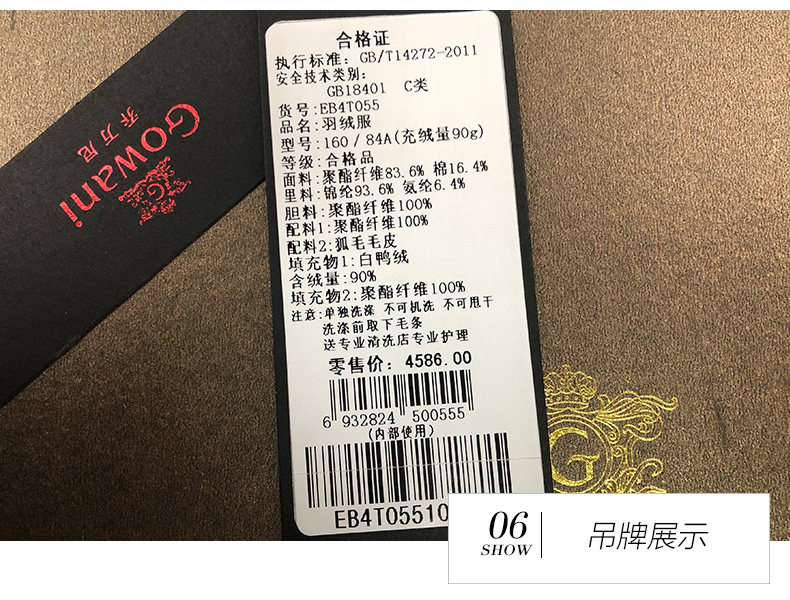 Gowani
乔万尼
G
合格证
执行标准：GB/T14272-2011
安全技术类别：
GB18401 C类
货号：EB4T055
品名：羽绒服
型号：160/84A(充绒量90g)
等级：合格品
面料：聚酯纤维83.6% 棉16.4%
里料：锦纶93.6% 氨纶6.4%
胆料：聚酯纤维100%
配料1：聚酯纤维100%
配料2：狐毛毛皮
填充物1：白鸭绒
含绒量：90%
填充物2：聚酯纤维100%
注意：单独洗涤 不可机洗 不可甩干
洗涤前取下毛条
送专业清洗店专业护理
零售价：4586.00
6 932824 500555
(内部使用)
EB4T05510
G
06
SHOW
吊牌展示